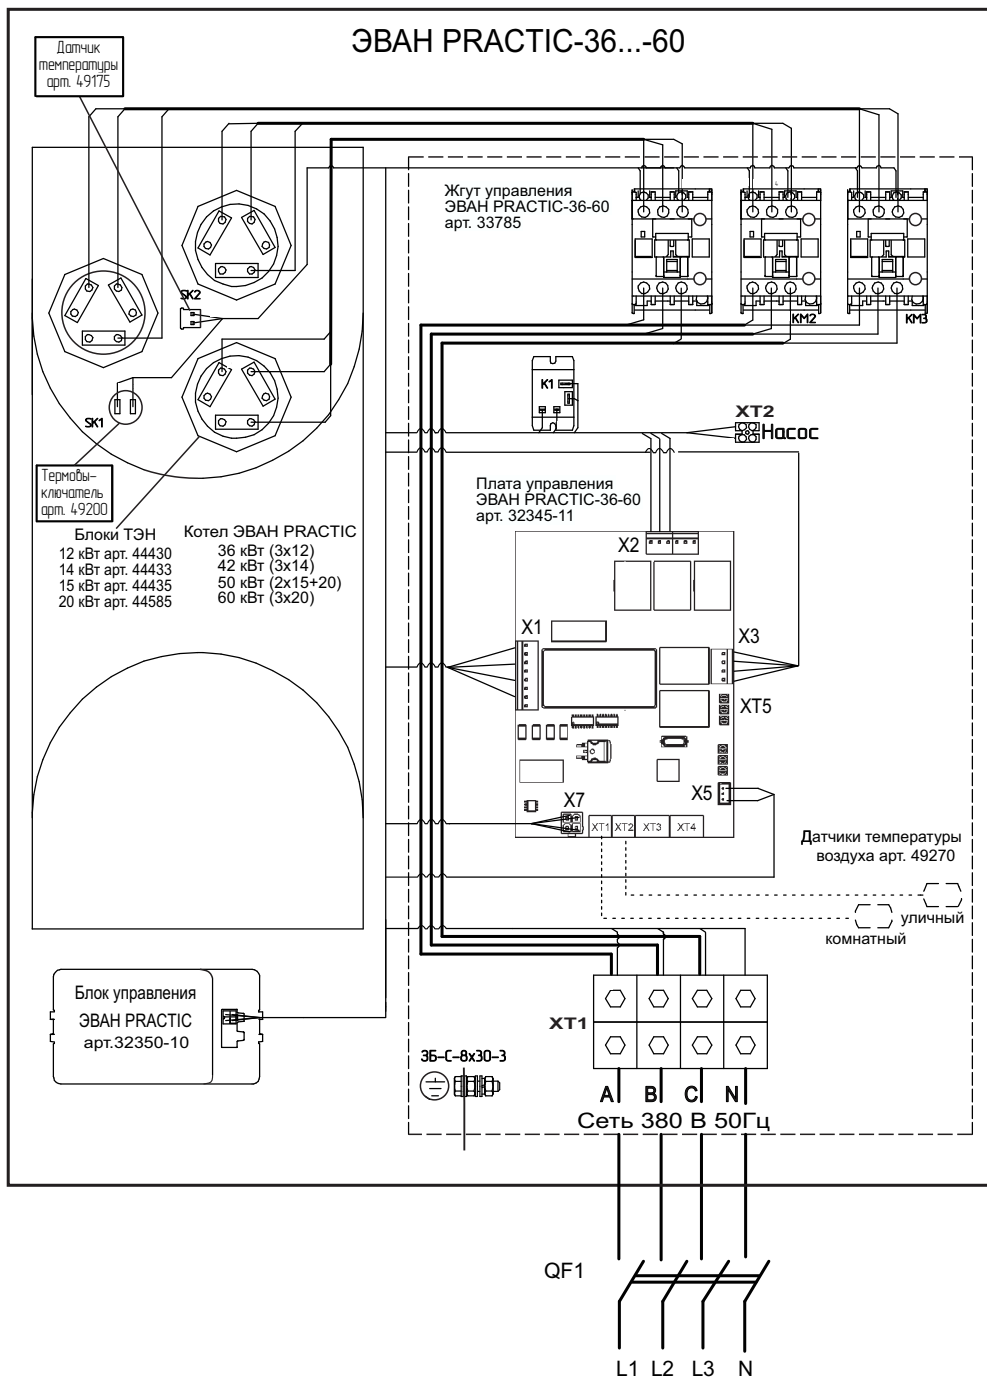 ЭВАН PRACTIC-36...-60
Датчик
температуры
арт. 49175
Жгут управления
ЭВАН PRACTIC-36-60
арт. 33785
SK2
KM2
KM3
K1
XT2
Насос
SK1
Термовы-
ключатель
арт. 49200
Блоки ТЭН
12 кВт арт. 44430
14 кВт арт. 44433
15 кВт арт. 44435
20 кВт арт. 44585
Котел ЭВАН PRACTIC
36 кВт (3х12)
42 кВт (3х14)
50 кВт (2х15+20)
60 кВт (3х20)
Плата управления
ЭВАН PRACTIC-36-60
арт. 32345-11
X2
X1
X3
XT5
X5
X7
XT1 XT2 XT3 XT4
Датчики температуры
воздуха арт. 49270
уличный
комнатный
Блок управления
ЭВАН PRACTIC
арт.32350-10
XT1
ЗБ-С-8х30-3
A B C N
Сеть 380 В 50Гц
QF1
L1 L2 L3 N